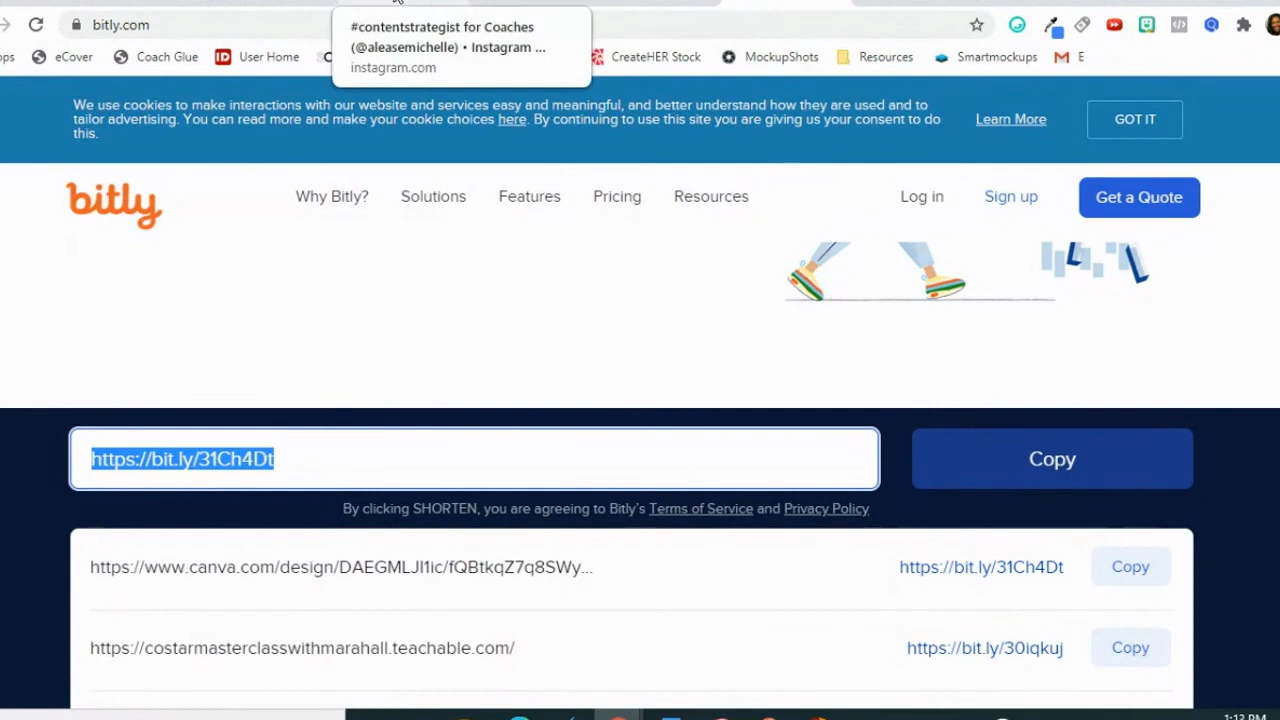 bitly.com
#contentstrategist for Coaches
(@aleasemichelle) • Instagram ...
instagram.com
ops
eCover
Coach Glue
ID
User Home
CreateHER Stock
MockupShots
Resources
Smartmockups
E
We use cookies to make interactions with our website and services easy and meaningful, and better understand how they are used and to
tailor advertising. You can read more and make your cookie choices here. By continuing to use this site you are giving us your consent to do
this.
Learn More
GOT IT
bitly
Why Bitly?
Solutions
Features
Pricing
Resources
Log in
Sign up
Get a Quote
https://bit.ly/31Ch4Dt
Copy
By clicking SHORTEN, you are agreeing to Bitly's Terms of Service and Privacy Policy
https://www.canva.com/design/DAEGMLJl1ic/fQBtkqZ7q8SWy...
https://bit.ly/31Ch4Dt
Copy
https://costarmasterclasswithmarahall.teachable.com/
https://bit.ly/30iqkuj
Copy
1:12 PM